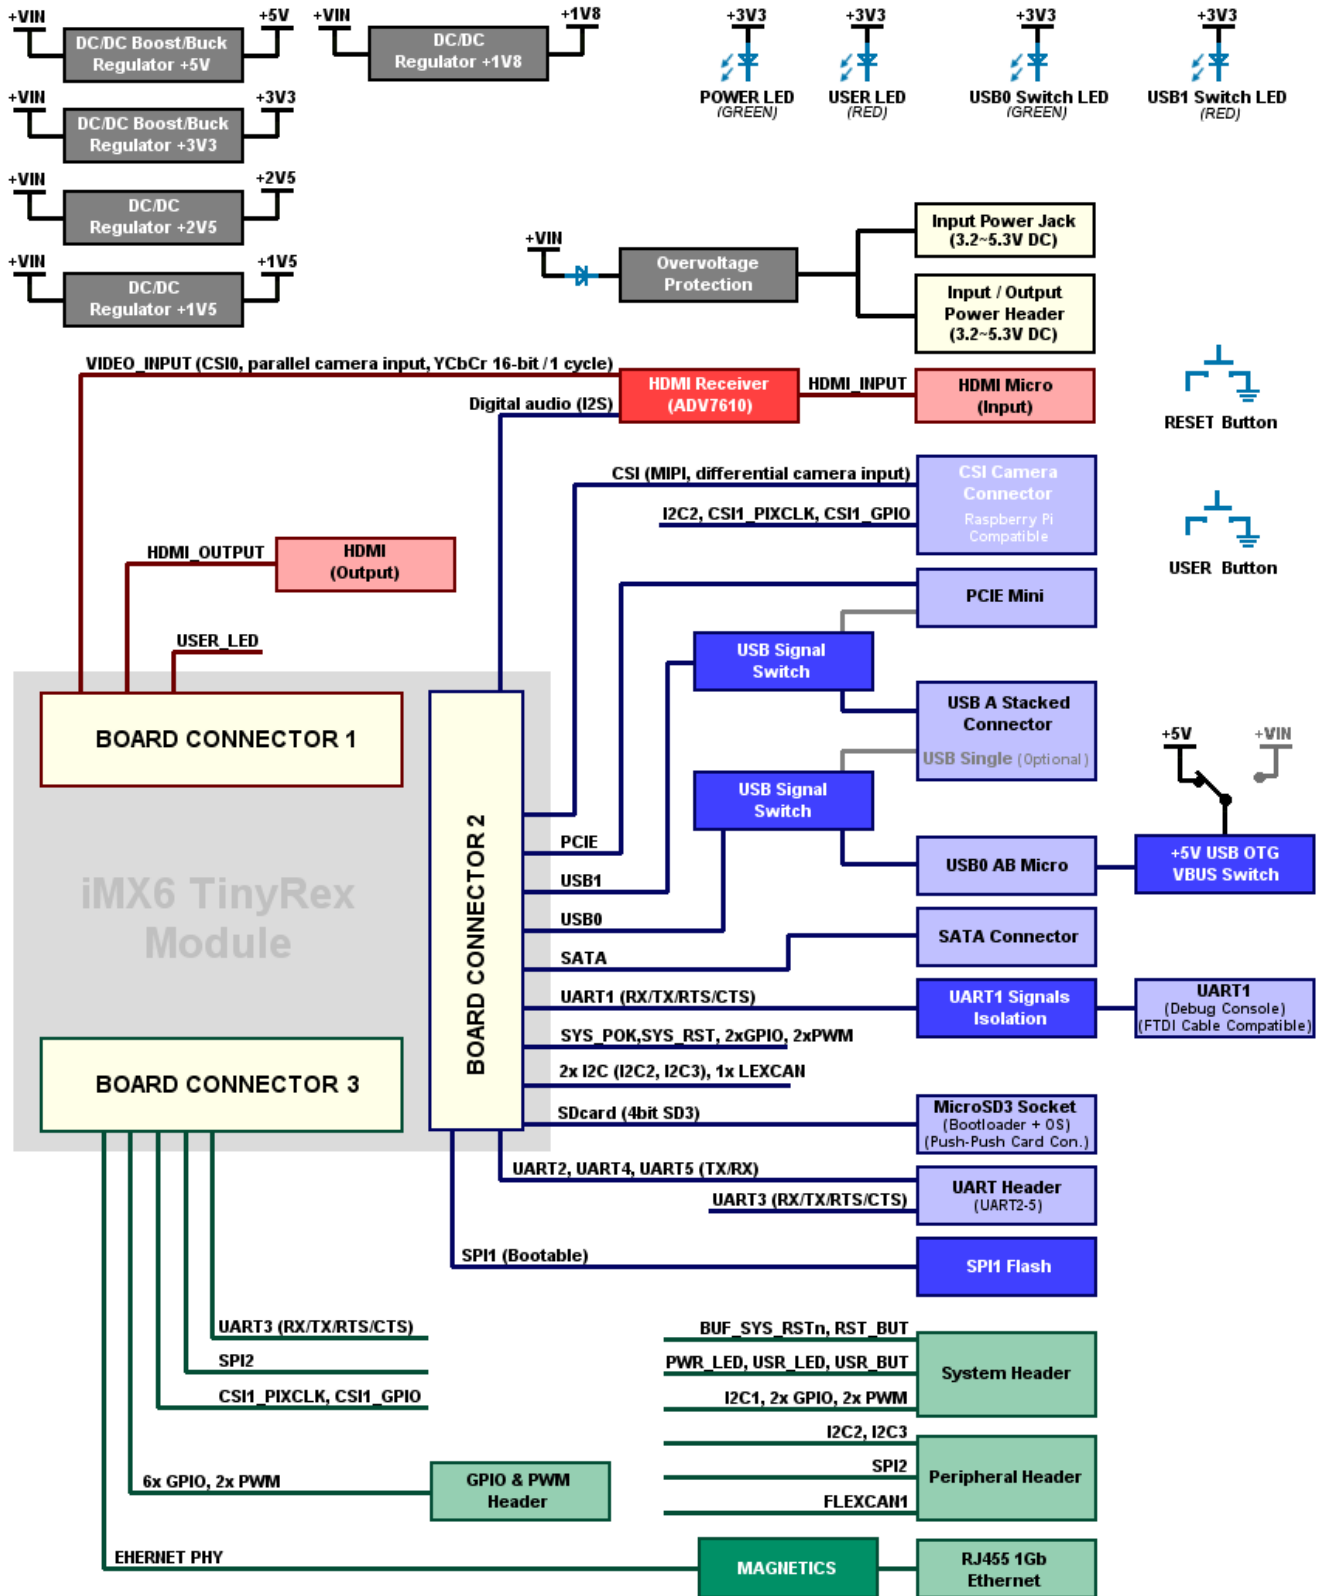 +VIN
+5V
DC/DC Boost/Buck
Regulator +5V
+VIN
+1V8
DC/DC
Regulator +1V8
+3V3
POWER LED
(GREEN)
+3V3
USER LED
(RED)
+3V3
USB0 Switch LED
(GREEN)
+3V3
USB1 Switch LED
(RED)
+VIN
+3V3
DC/DC Boost/Buck
Regulator +3V3
+VIN
+2V5
DC/DC
Regulator +2V5
+VIN
+1V5
DC/DC
Regulator +1V5
+VIN
Overvoltage
Protection
Input Power Jack
(3.2~5.3V DC)
Input / Output
Power Header
(3.2~5.3V DC)
VIDEO_INPUT (CSI0, parallel camera input, YCbCr 16-bit / 1 cycle)
Digital audio (I2S)
HDMI Receiver
(ADV7610)
HDMI_INPUT
HDMI Micro
(Input)
RESET Button
CSI (MIPI, differential camera input)
I2C2, CSI1_PIXCLK, CSI1_GPIO
CSI Camera
Connector
Raspberry Pi
Compatible
USER Button
HDMI_OUTPUT
HDMI
(Output)
USER_LED
PCIE Mini
USB Signal
Switch
USB A Stacked
Connector
USB Single (Optional)
USB Signal
Switch
+5V
+VIN
BOARD CONNECTOR 1
BOARD CONNECTOR 2
iMX6 TinyRex
Module
BOARD CONNECTOR 3
PCIE
USB1
USB0
SATA
UART1 (RX/TX/RTS/CTS)
SYS_POK,SYS_RST, 2xGPIO, 2xPWM
2x I2C (I2C2, I2C3), 1x LEXCAN
SDcard (4bit SD3)
USB0 AB Micro
+5V USB OTG
VBUS Switch
SATA Connector
UART1 Signals
Isolation
UART1
(Debug Console)
(FTDI Cable Compatible)
MicroSD3 Socket
(Bootloader + OS)
(Push-Push Card Con.)
UART2, UART4, UART5 (TX/RX)
UART3 (RX/TX/RTS/CTS)
UART Header
(UART2-5)
SPI1 (Bootable)
SPI1 Flash
UART3 (RX/TX/RTS/CTS)
SPI2
CSI1_PIXCLK, CSI1_GPIO
BUF_SYS_RSTn, RST_BUT
PWR_LED, USR_LED, USR_BUT
I2C1, 2x GPIO, 2x PWM
System Header
I2C2, I2C3
SPI2
FLEXCAN1
Peripheral Header
6x GPIO, 2x PWM
GPIO & PWM
Header
EHERNET PHY
MAGNETICS
RJ455 1Gb
Ethernet